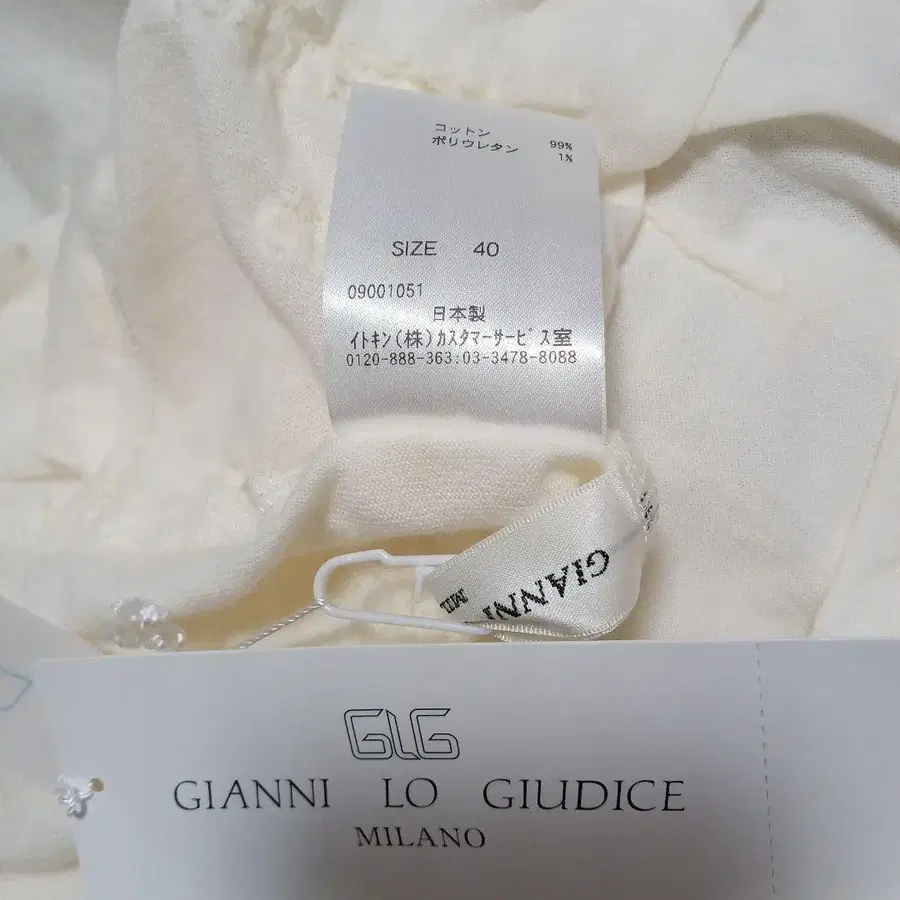 コットン 99%
ポリウレタン 1%
SIZE 40
09001051
日本製
イトキン(株)カスタマーサービス室
0120-888-363:03-3478-8088
GIANNI
MIL
GLG
GIANNI LO GIUDICE
MILANO